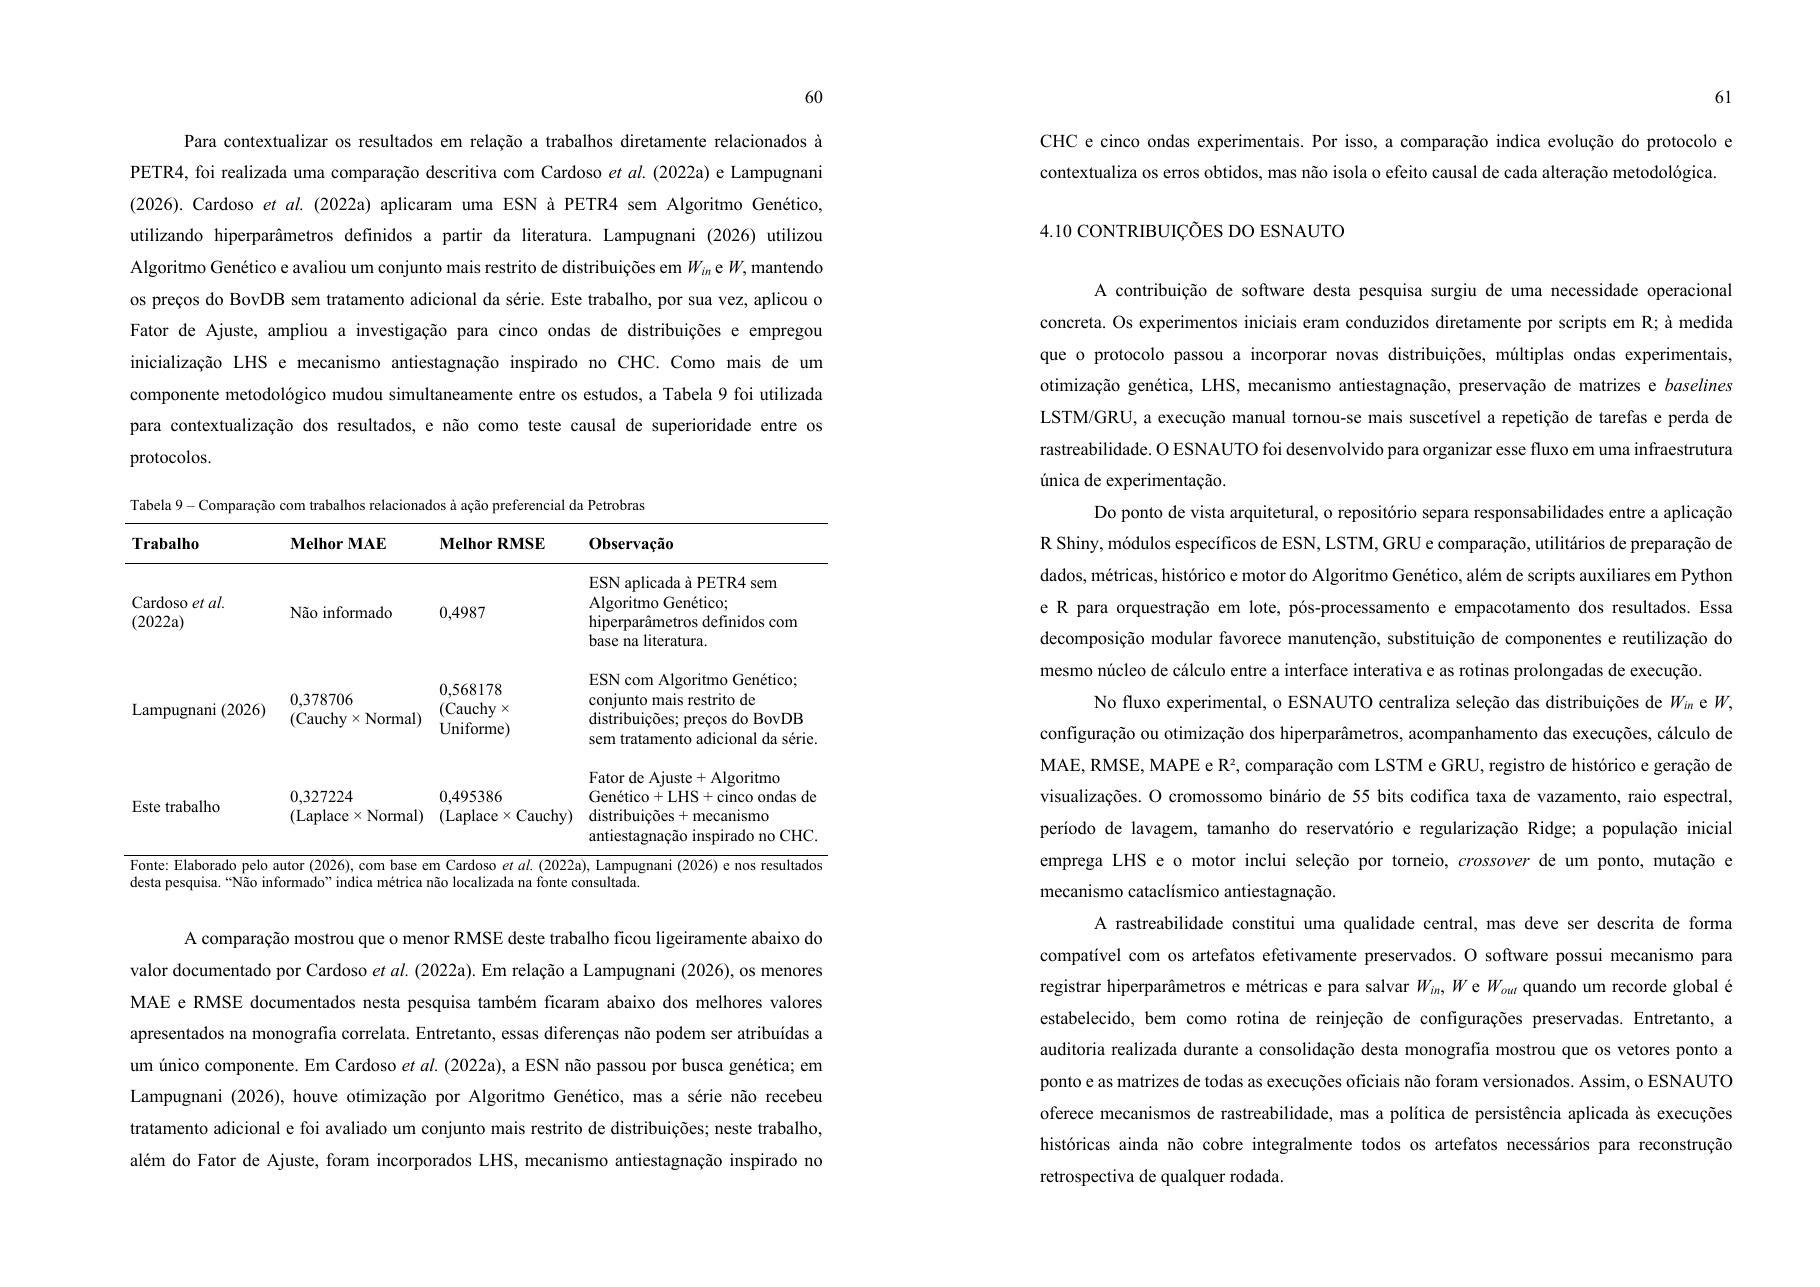 60
Para contextualizar os resultados em relação a trabalhos diretamente relacionados à
PETR4, foi realizada uma comparação descritiva com Cardoso et al. (2022a) e Lampugnani
(2026). Cardoso et al. (2022a) aplicaram uma ESN à PETR4 sem Algoritmo Genético,
utilizando hiperparâmetros definidos a partir da literatura. Lampugnani (2026) utilizou
Algoritmo Genético e avaliou um conjunto mais restrito de distribuições em Win e W, mantendo
os preços do BovDB sem tratamento adicional da série. Este trabalho, por sua vez, aplicou o
Fator de Ajuste, ampliou a investigação para cinco ondas de distribuições e empregou
inicialização LHS e mecanismo antiestagnação inspirado no CHC. Como mais de um
componente metodológico mudou simultaneamente entre os estudos, a Tabela 9 foi utilizada
para contextualização dos resultados, e não como teste causal de superioridade entre os
protocolos.
Tabela 9 – Comparação com trabalhos relacionados à ação preferencial da Petrobras
Trabalho Melhor MAE Melhor RMSE Observação
Cardoso et al.
(2022a)
Não informado
0,4987
ESN aplicada à PETR4 sem
Algoritmo Genético;
hiperparâmetros definidos com
base na literatura.
Lampugnani (2026)
0,378706
(Cauchy × Normal)
0,568178
(Cauchy ×
Uniforme)
ESN com Algoritmo Genético;
conjunto mais restrito de
distribuições; preços do BovDB
sem tratamento adicional da série.
Este trabalho
0,327224
(Laplace × Normal)
0,495386
(Laplace × Cauchy)
Fator de Ajuste + Algoritmo
Genético + LHS + cinco ondas de
distribuições + mecanismo
antiestagnação inspirado no CHC.
Fonte: Elaborado pelo autor (2026), com base em Cardoso et al. (2022a), Lampugnani (2026) e nos resultados
desta pesquisa. “Não informado” indica métrica não localizada na fonte consultada.
A comparação mostrou que o menor RMSE deste trabalho ficou ligeiramente abaixo do
valor documentado por Cardoso et al. (2022a). Em relação a Lampugnani (2026), os menores
MAE e RMSE documentados nesta pesquisa também ficaram abaixo dos melhores valores
apresentados na monografia correlata. Entretanto, essas diferenças não podem ser atribuídas a
um único componente. Em Cardoso et al. (2022a), a ESN não passou por busca genética; em
Lampugnani (2026), houve otimização por Algoritmo Genético, mas a série não recebeu
tratamento adicional e foi avaliado um conjunto mais restrito de distribuições; neste trabalho,
além do Fator de Ajuste, foram incorporados LHS, mecanismo antiestagnação inspirado no
61
CHC e cinco ondas experimentais. Por isso, a comparação indica evolução do protocolo e
contextualiza os erros obtidos, mas não isola o efeito causal de cada alteração metodológica.
4.10 CONTRIBUIÇÕES DO ESNAUTO
A contribuição de software desta pesquisa surgiu de uma necessidade operacional
concreta. Os experimentos iniciais eram conduzidos diretamente por scripts em R; à medida
que o protocolo passou a incorporar novas distribuições, múltiplas ondas experimentais,
otimização genética, LHS, mecanismo antiestagnação, preservação de matrizes e baselines
LSTM/GRU, a execução manual tornou-se mais suscetível a repetição de tarefas e perda de
rastreabilidade. O ESNAUTO foi desenvolvido para organizar esse fluxo em uma infraestrutura
única de experimentação.
Do ponto de vista arquitetural, o repositório separa responsabilidades entre a aplicação
R Shiny, módulos específicos de ESN, LSTM, GRU e comparação, utilitários de preparação de
dados, métricas, histórico e motor do Algoritmo Genético, além de scripts auxiliares em Python
e R para orquestração em lote, pós-processamento e empacotamento dos resultados. Essa
decomposição modular favorece manutenção, substituição de componentes e reutilização do
mesmo núcleo de cálculo entre a interface interativa e as rotinas prolongadas de execução.
No fluxo experimental, o ESNAUTO centraliza seleção das distribuições de Win e W,
configuração ou otimização dos hiperparâmetros, acompanhamento das execuções, cálculo de
MAE, RMSE, MAPE e R², comparação com LSTM e GRU, registro de histórico e geração de
visualizações. O cromossomo binário de 55 bits codifica taxa de vazamento, raio espectral,
período de lavagem, tamanho do reservatório e regularização Ridge; a população inicial
emprega LHS e o motor inclui seleção por torneio, crossover de um ponto, mutação e
mecanismo cataclísmico antiestagnação.
A rastreabilidade constitui uma qualidade central, mas deve ser descrita de forma
compatível com os artefatos efetivamente preservados. O software possui mecanismo para
registrar hiperparâmetros e métricas e para salvar Win, W e Wout quando um recorde global é
estabelecido, bem como rotina de reinjeção de configurações preservadas. Entretanto, a
auditoria realizada durante a consolidação desta monografia mostrou que os vetores ponto a
ponto e as matrizes de todas as execuções oficiais não foram versionados. Assim, o ESNAUTO
oferece mecanismos de rastreabilidade, mas a política de persistência aplicada às execuções
históricas ainda não cobre integralmente todos os artefatos necessários para reconstrução
retrospectiva de qualquer rodada.